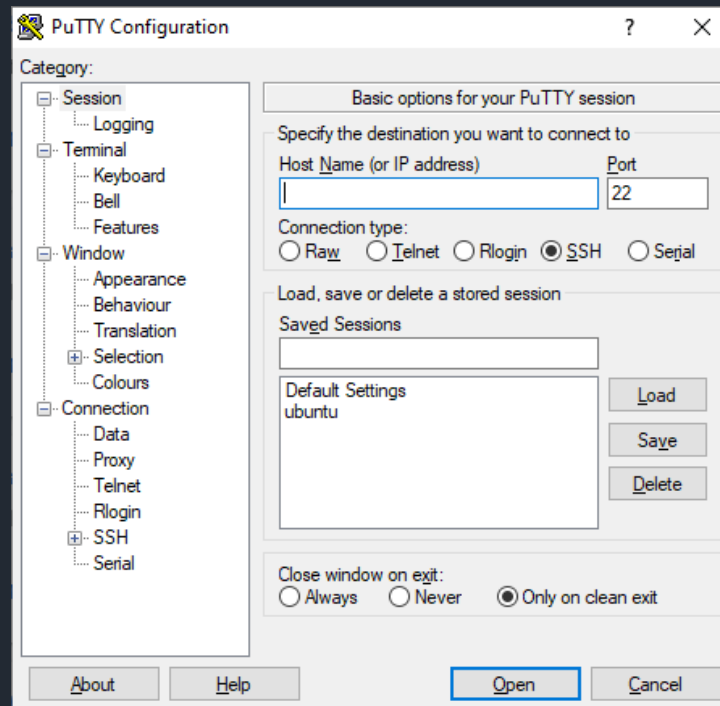 PuTTY Configuration
?
Category:
Session
Logging
Terminal
Keyboard
Bell
Features
Window
Appearance
Behaviour
Translation
Selection
Colours
Connection
Data
Proxy
Telnet
Rlogin
SSH
Serial
Basic options for your PuTTY session
Specify the destination you want to connect to
Host Name (or IP address) Port
22
Connection type:
Raw Telnet Rlogin SSH Serial
Load, save or delete a stored session
Saved Sessions
Default Settings
ubuntu
Load
Save
Delete
Close window on exit:
Always Never Only on clean exit
About Help Open Cancel